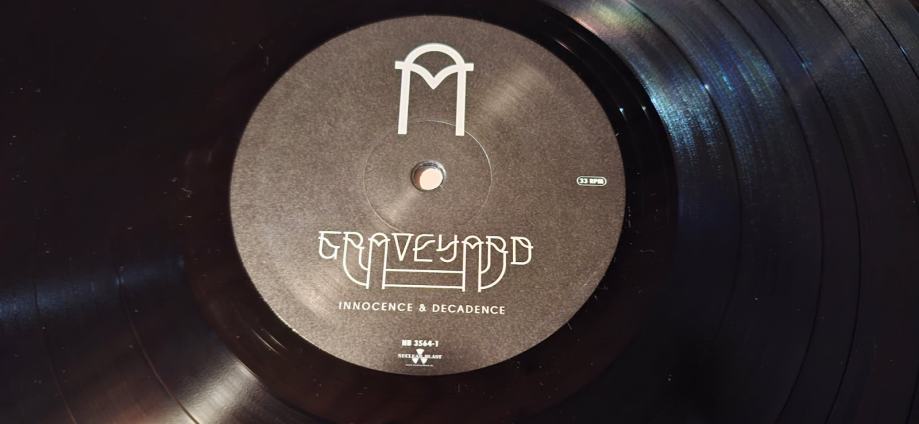 33 RPM
GRAVEYARD
INNOCENCE & DECADENCE
NB 3564-1
NUCLEAR BLAST